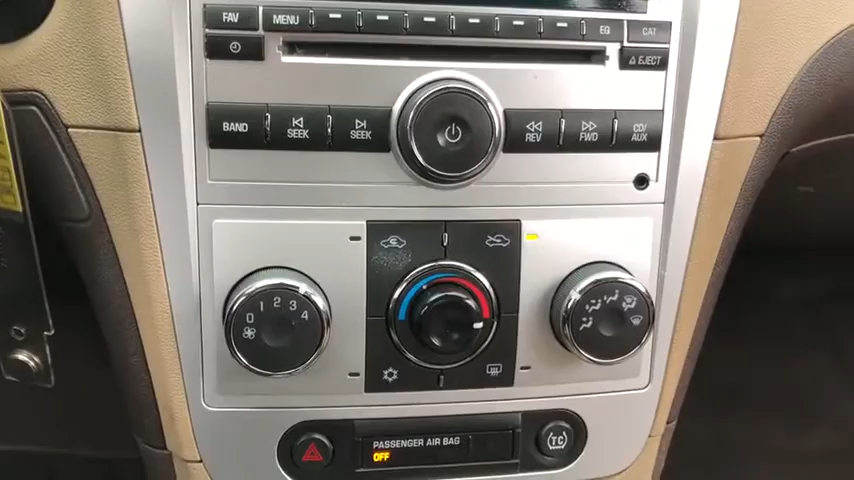 FAV MENU EQ CAT
EJECT
BAND SEEK SEEK REV FWD CD/
AUX
0 1 2 3 4
PASSENGER AIR BAG
OFF
TC